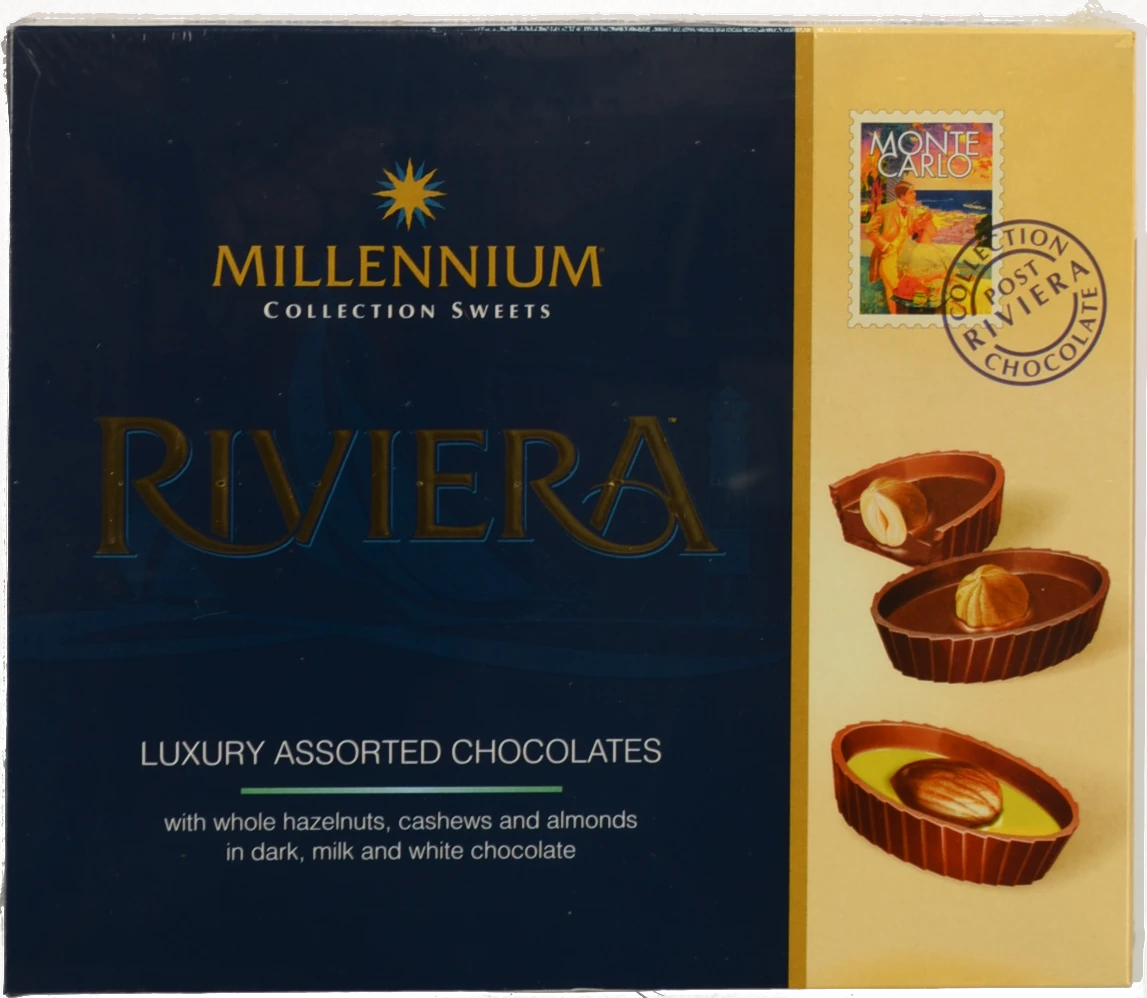 MILLENNIUM®
COLLECTION SWEETS
RIVIERA™
LUXURY ASSORTED CHOCOLATES
with whole hazelnuts, cashews and almonds
in dark, milk and white chocolate
MONTE
CARLO
COLLECTION
POST
RIVIERA
CHOCOLATE